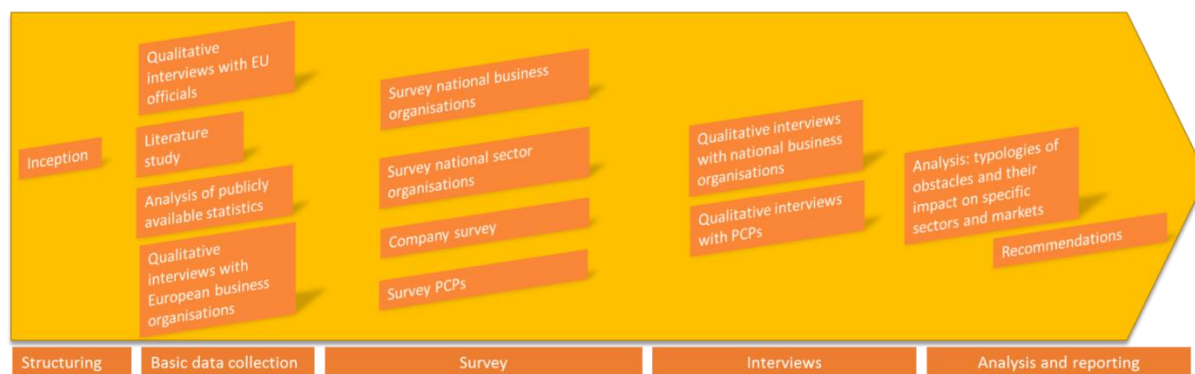 Inception
Qualitative
interviews with EU
officials
Literature
study
Analysis of publicly
available statistics
Qualitative
interviews with
European business
organisations
Survey national business
organisations
Survey national sector
organisations
Company survey
Survey PCPs
Qualitative interviews
with national business
organisations
Qualitative interviews
with PCPs
Analysis: typologies of
obstacles and their
impact on specific
sectors and markets
Recommendations
Structuring
Basic data collection
Survey
Interviews
Analysis and reporting